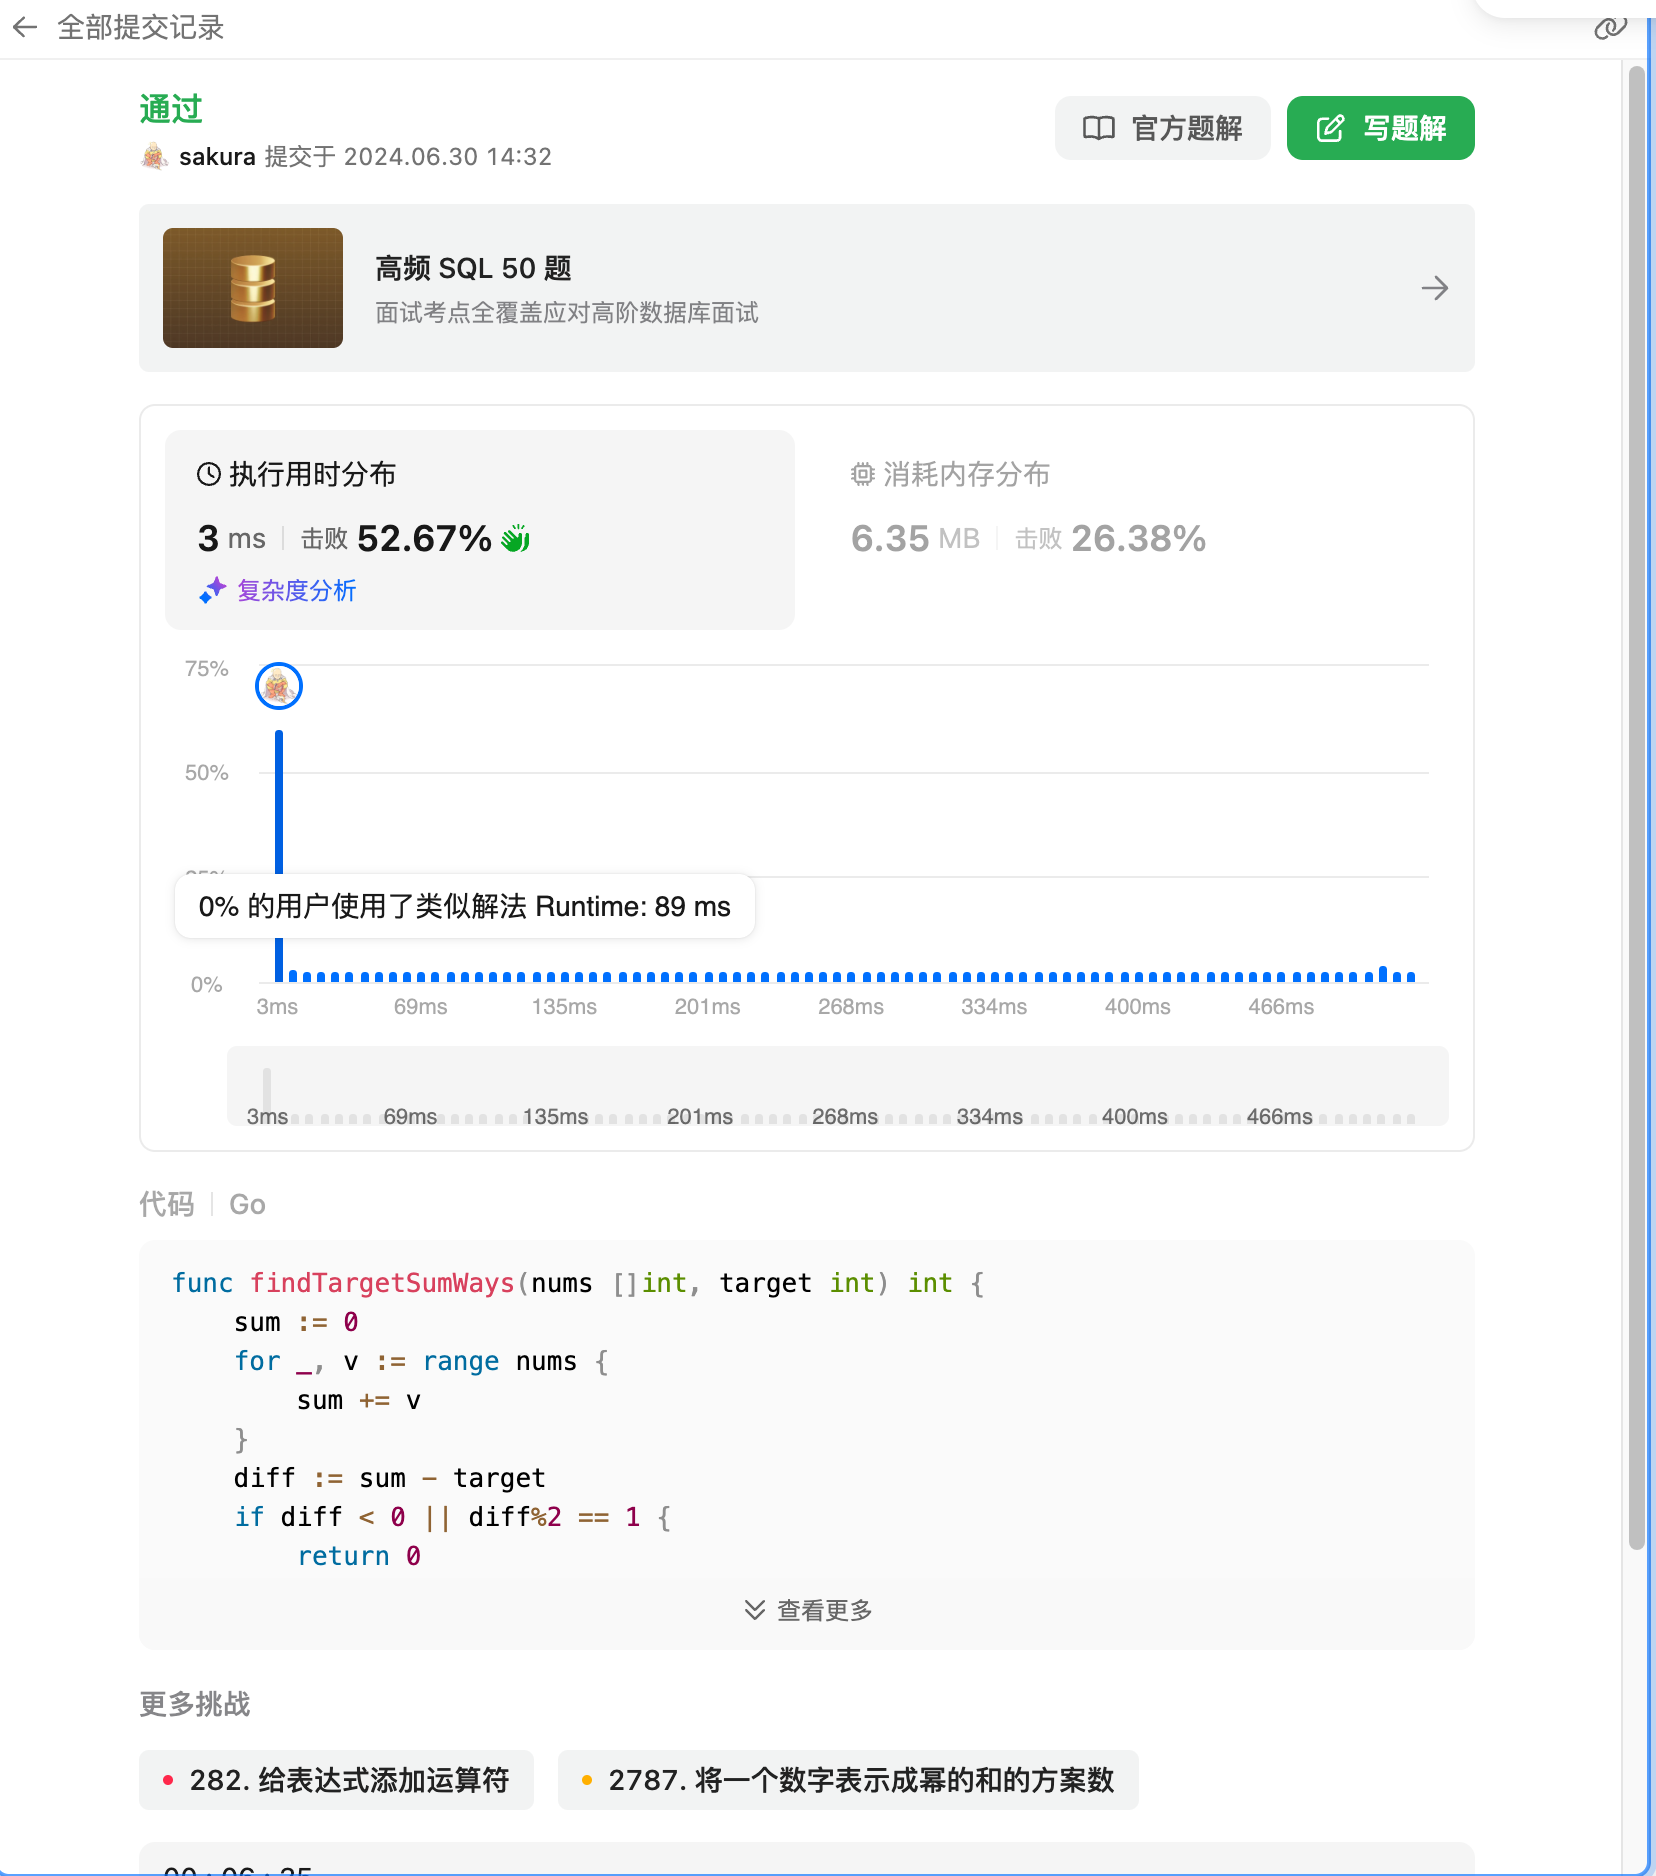 全部提交记录
通过
sakura 提交于 2024.06.30 14:32
官方题解
写题解
高频 SQL 50 题
面试考点全覆盖应对高阶数据库面试
执行用时分布
3 ms 击败 52.67%
复杂度分析
消耗内存分布
6.35 MB 击败 26.38%
75%
50%
0% 的用户使用了类似解法 Runtime: 89 ms
0%
3ms 69ms 135ms 201ms 268ms 334ms 400ms 466ms
3ms 69ms 135ms 201ms 268ms 334ms 400ms 466ms
代码 Go
func findTargetSumWays(nums []int, target int) int {
    sum := 0
    for _, v := range nums {
        sum += v
    }
    diff := sum - target
    if diff < 0 || diff%2 == 1 {
        return 0
查看更多
更多挑战
282. 给表达式添加运算符
2787. 将一个数字表示成幂的和的方案数